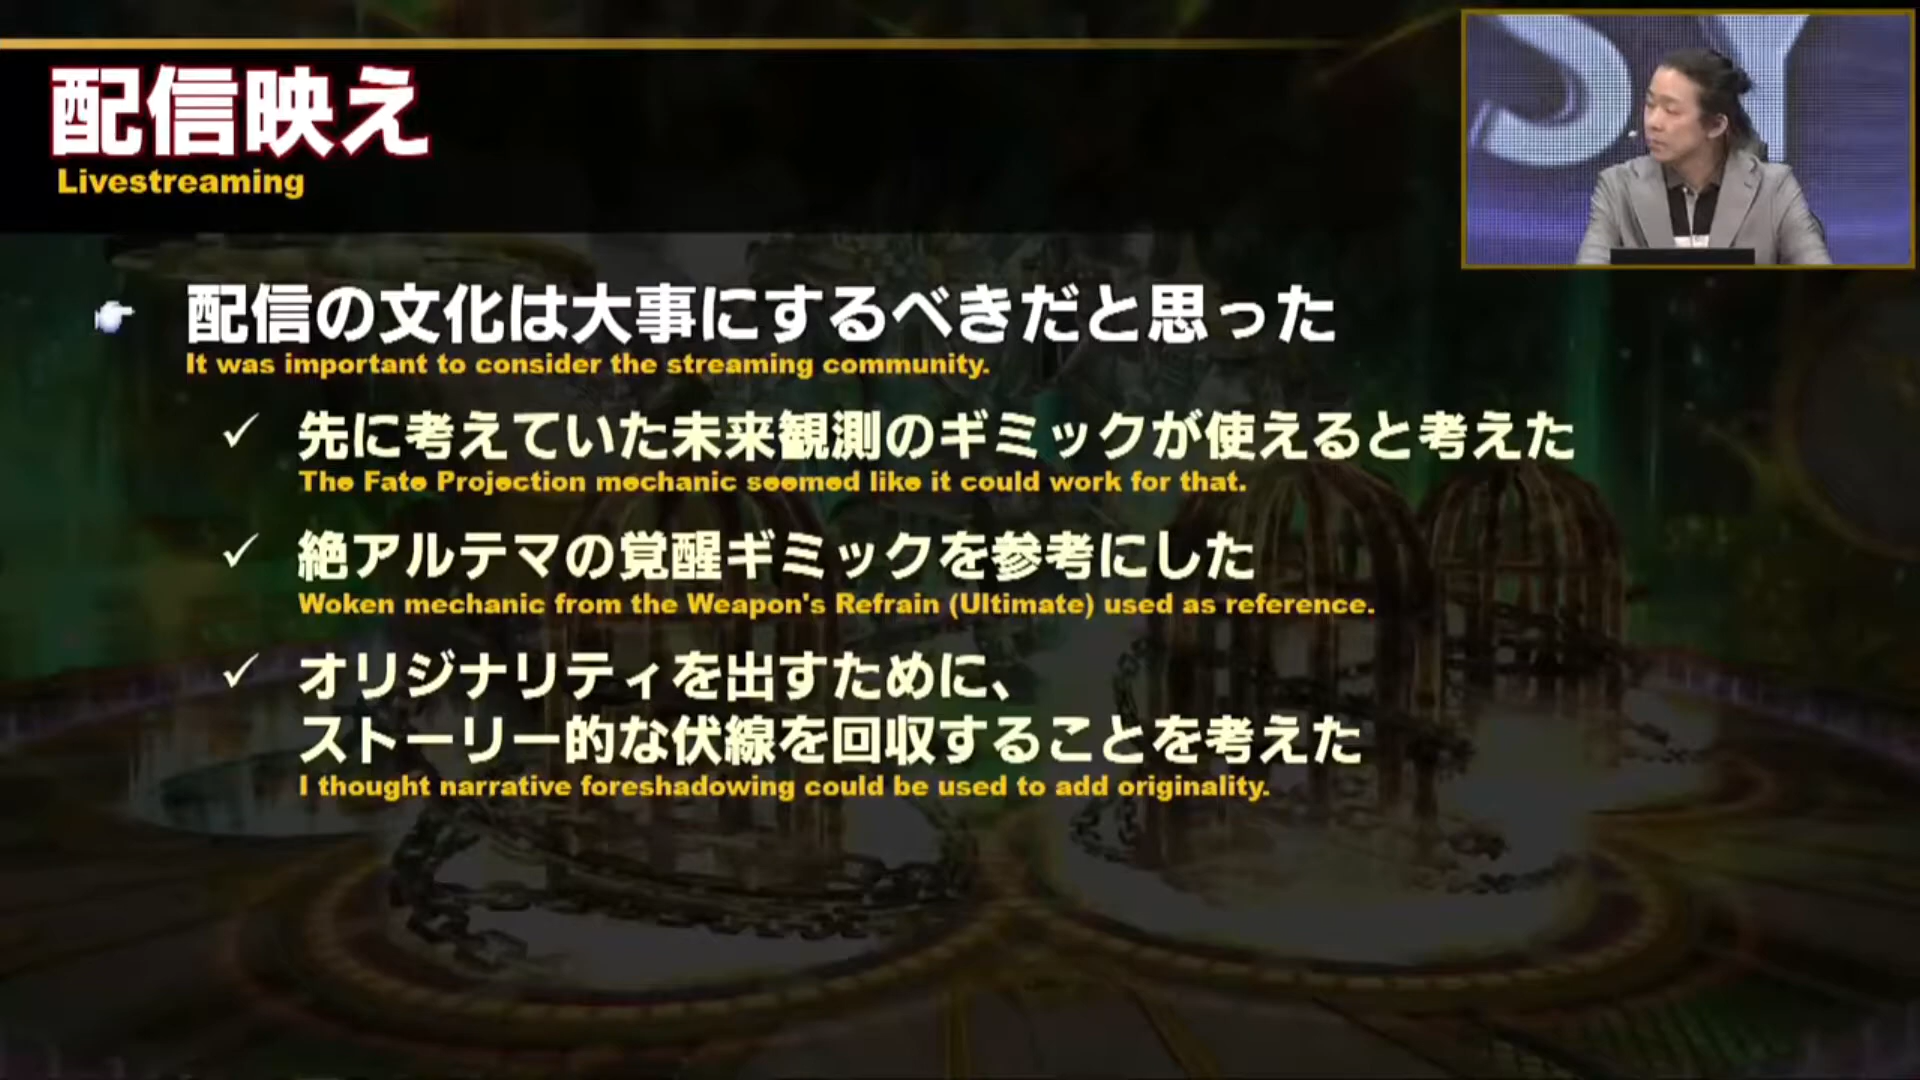 配信映え
Livestreaming
配信の文化は大事にするべきだと思った
It was important to consider the streaming community.
✓ 先に考えていた未来観測のギミックが使えると考えた
The Fate Projection mechanic seemed like it could work for that.
✓ 絶アルテマの覚醒ギミックを参考にした
Woken mechanic from the Weapon's Refrain (Ultimate) used as reference.
✓ オリジナリティを出すために、
ストーリー的な伏線を回収することを考えた
I thought narrative foreshadowing could be used to add originality.
SY